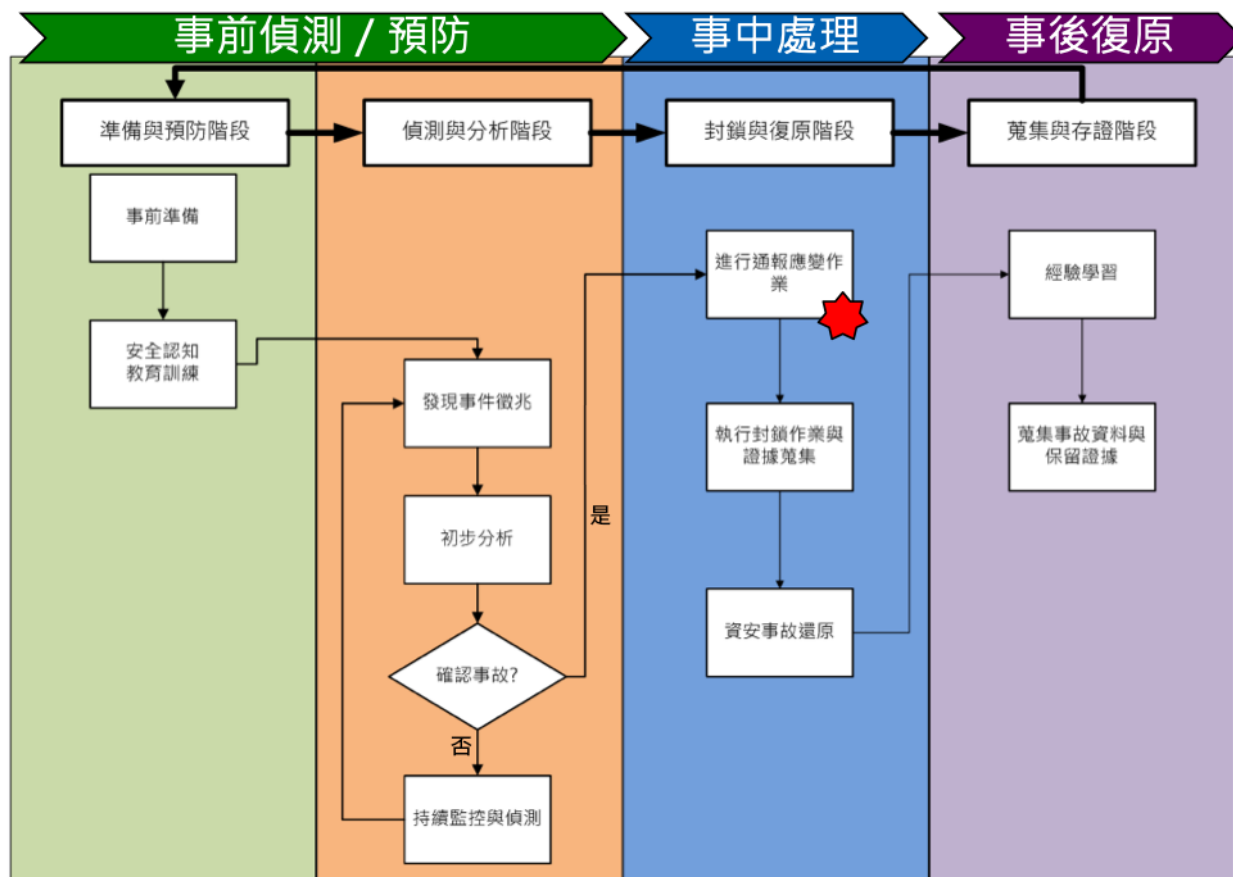 事前偵測 / 預防
事中處理
事後復原
準備與預防階段
偵測與分析階段
封鎖與復原階段
蒐集與存證階段
事前準備
安全認知
教育訓練
發現事件徵兆
初步分析
確認事故?
是
否
持續監控與偵測
進行通報應變作
業
執行封鎖作業與
證據蒐集
資安事故還原
經驗學習
蒐集事故資料與
保留證據